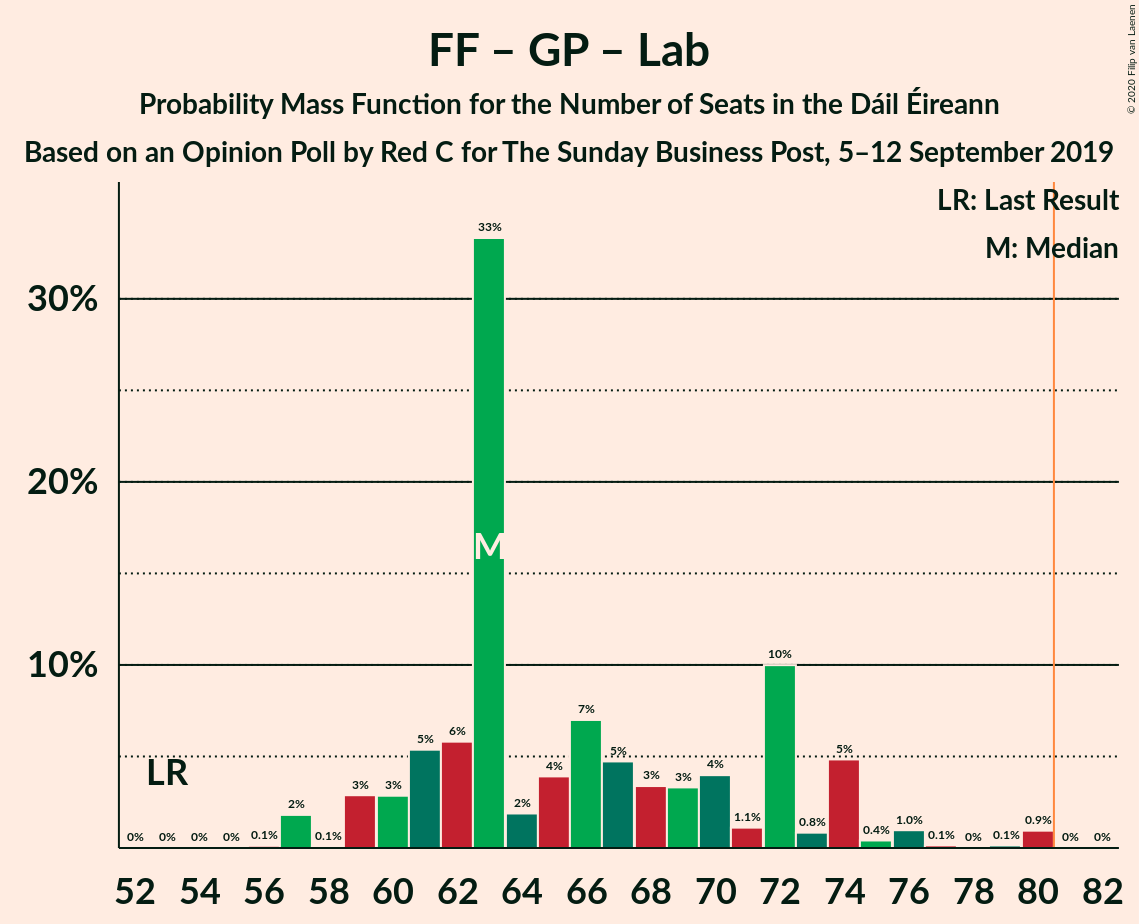 FF – GP – Lab
Probability Mass Function for the Number of Seats in the Dáil Éireann
Based on an Opinion Poll by Red C for The Sunday Business Post, 5–12 September 2019
© 2020 Filip van Laenen
LR: Last Result
M: Median
30%
20%
10%
33%
M
LR
0% 0% 0% 0% 0.1% 2% 0.1% 3% 3% 5% 6% 2% 4% 7% 5% 3% 3% 4% 1.1% 10% 0.8% 5% 0.4% 1.0% 0.1% 0% 0.1% 0.9% 0% 0%
52 54 56 58 60 62 64 66 68 70 72 74 76 78 80 82